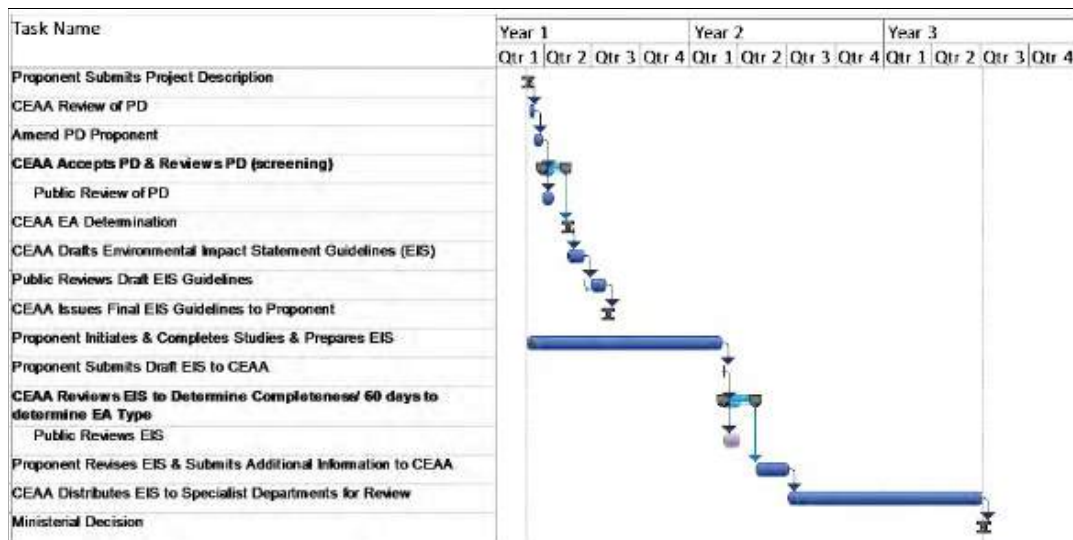 Task Name
Year 1 Year 2 Year 3
Qtr 1 Qtr 2 Qtr 3 Qtr 4 Qtr 1 Qtr 2 Qtr 3 Qtr 4 Qtr 1 Qtr 2 Qtr 3 Qtr 4
Proponent Submits Project Description
CEAA Review of PD
Amend PD Proponent
CEAA Accepts PD & Reviews PD (screening)
Public Review of PD
CEAA EA Determination
CEAA Drafts Environmental Impact Statement Guidelines (EIS)
Public Reviews Draft EIS Guidelines
CEAA Issues Final EIS Guidelines to Proponent
Proponent Initiates & Completes Studies & Prepares EIS
Proponent Submits Draft EIS to CEAA
CEAA Reviews EIS to Determine Completeness/ 60 days to
determine EA Type
Public Reviews EIS
Proponent Revises EIS & Submits Additional Information to CEAA
CEAA Distributes EIS to Specialist Departments for Review
Ministerial Decision